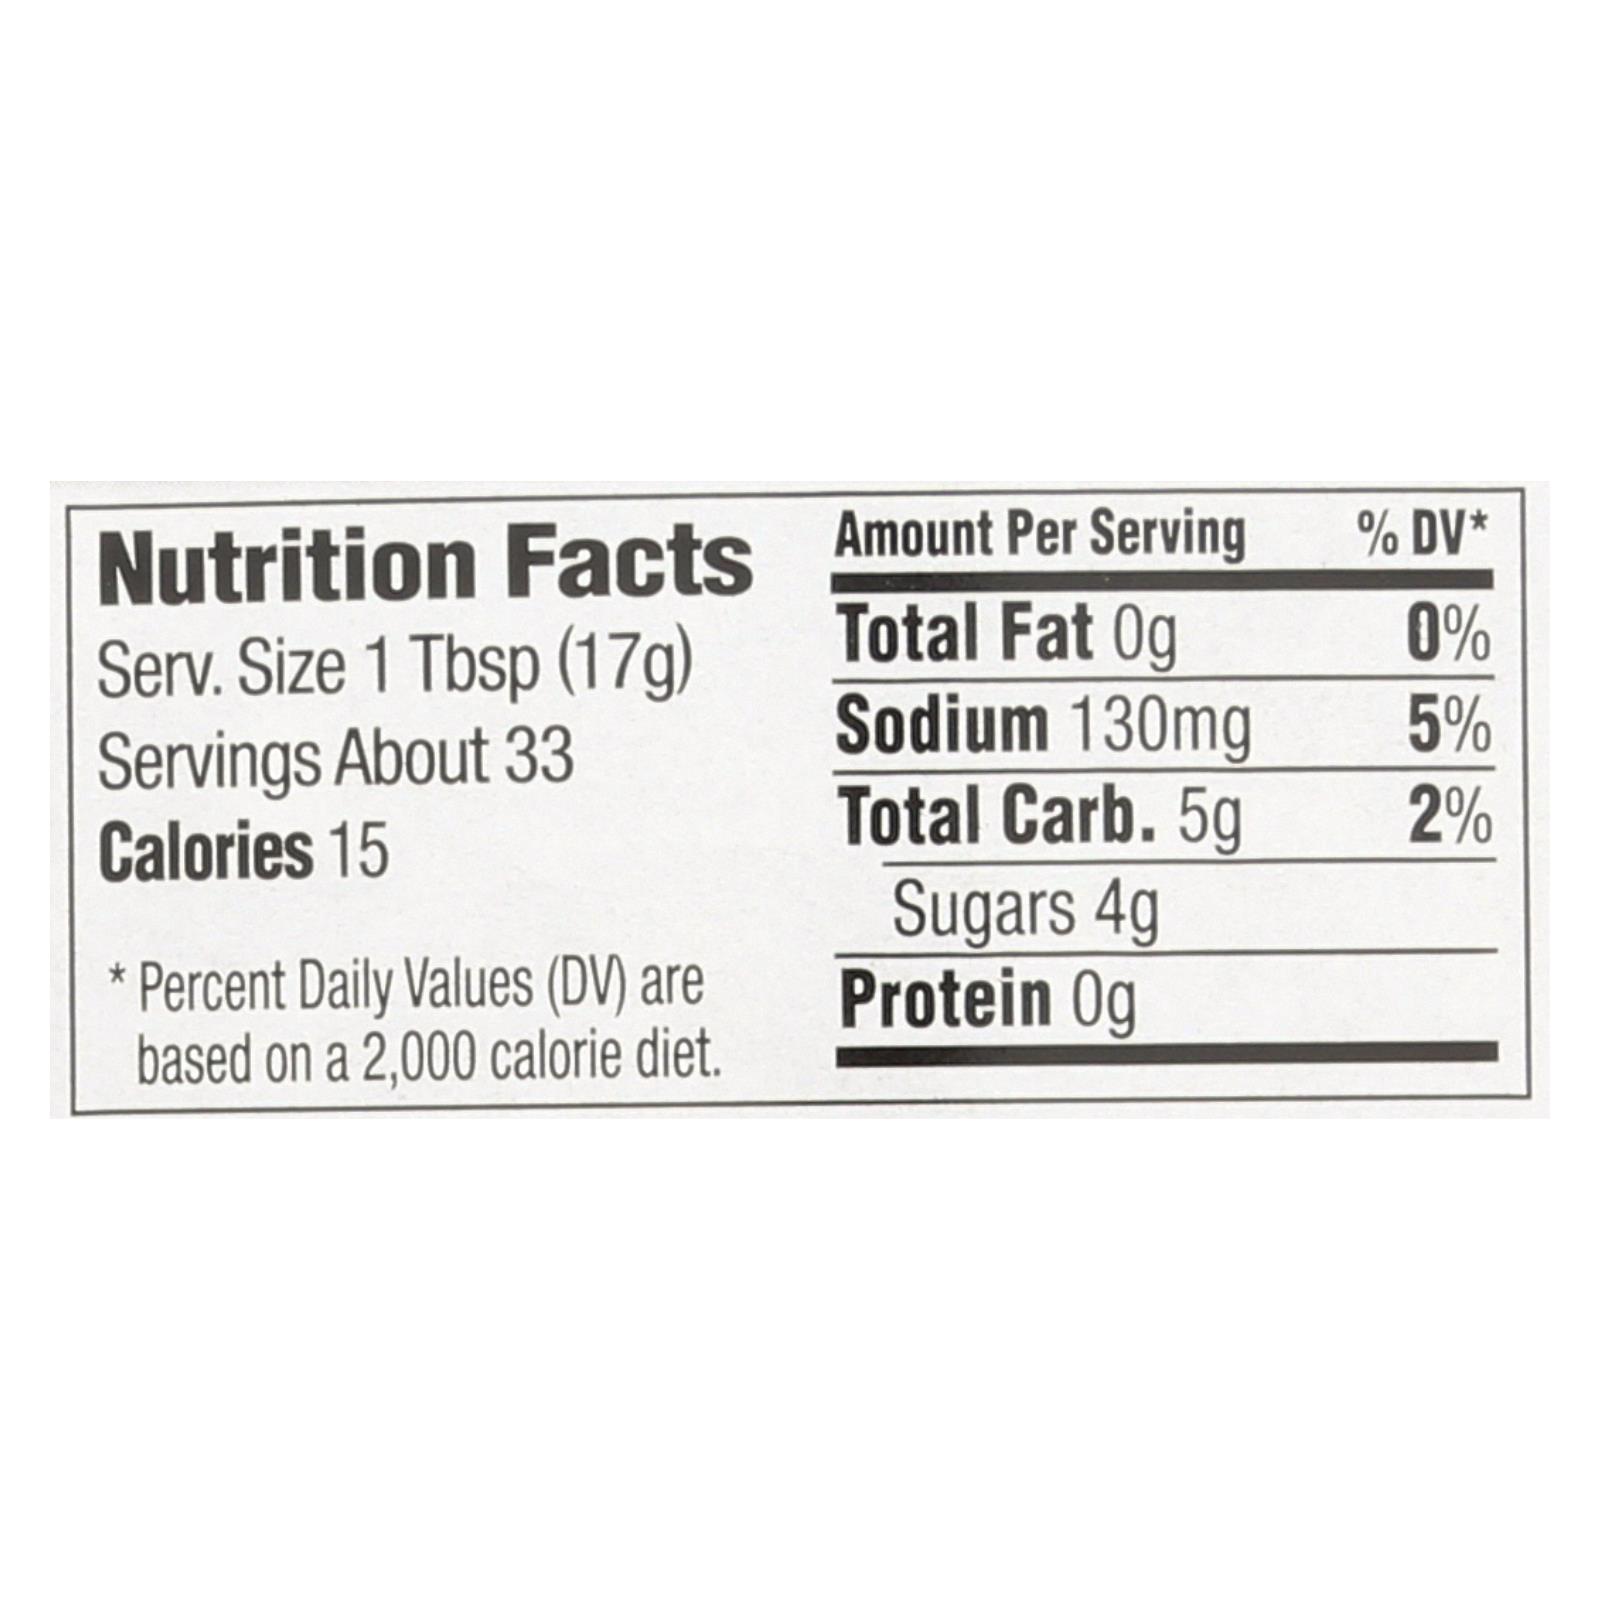 Nutrition Facts
Serv. Size 1 Tbsp (17g)
Servings About 33
Calories 15
* Percent Daily Values (DV) are
based on a 2,000 calorie diet.
Amount Per Serving % DV*
Total Fat 0g 0%
Sodium 130mg 5%
Total Carb. 5g 2%
Sugars 4g
Protein 0g